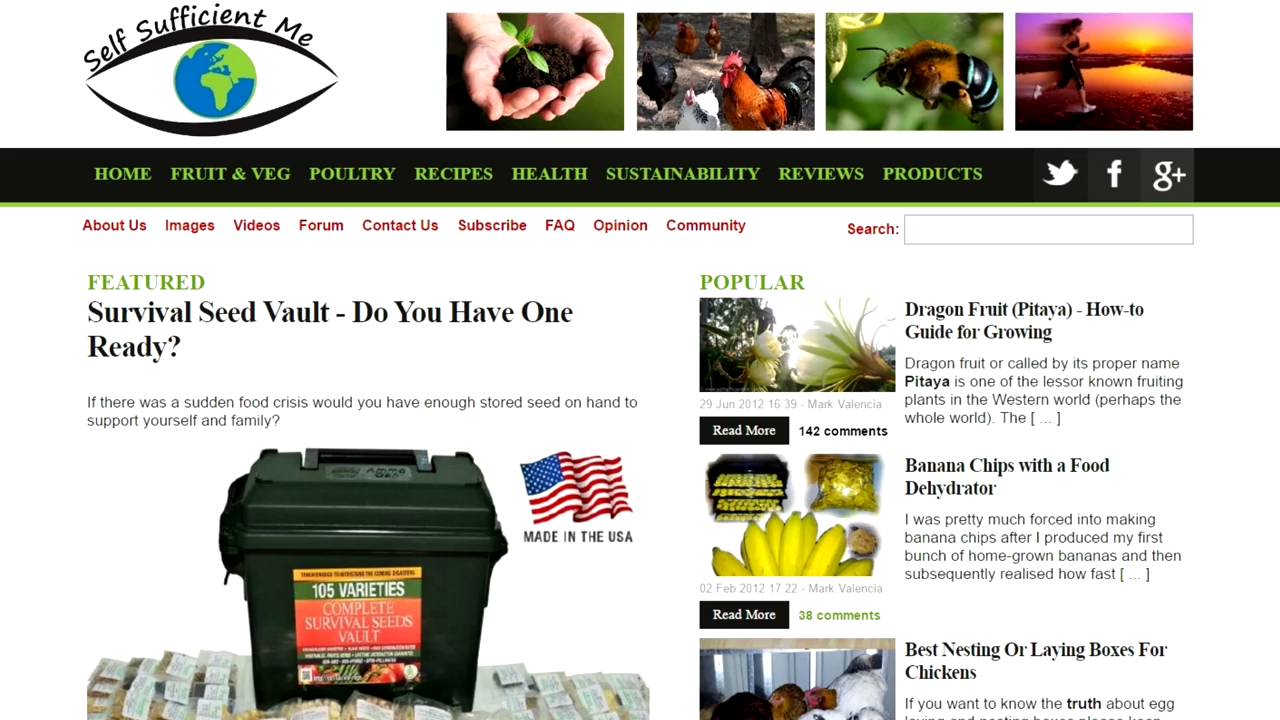 Self Sufficient Me
HOME FRUIT & VEG POULTRY RECIPES HEALTH SUSTAINABILITY REVIEWS PRODUCTS
About Us Images Videos Forum Contact Us Subscribe FAQ Opinion Community
Search:
FEATURED
Survival Seed Vault - Do You Have One
Ready?
If there was a sudden food crisis would you have enough stored seed on hand to
support yourself and family?
MADE IN THE USA
105 VARIETIES
COMPLETE
SURVIVAL SEEDS
VAULT
POPULAR
Dragon Fruit (Pitaya) - How-to
Guide for Growing
Dragon fruit or called by its proper name
Pitaya is one of the lessor known fruiting
plants in the Western world (perhaps the
whole world). The [ ... ]
29 Jun 2012 16:39 - Mark Valencia
Read More 142 comments
Banana Chips with a Food
Dehydrator
I was pretty much forced into making
banana chips after I produced my first
bunch of home-grown bananas and then
subsequently realised how fast [ ... ]
02 Feb 2012 17:22 - Mark Valencia
Read More 38 comments
Best Nesting Or Laying Boxes For
Chickens
If you want to know the truth about egg